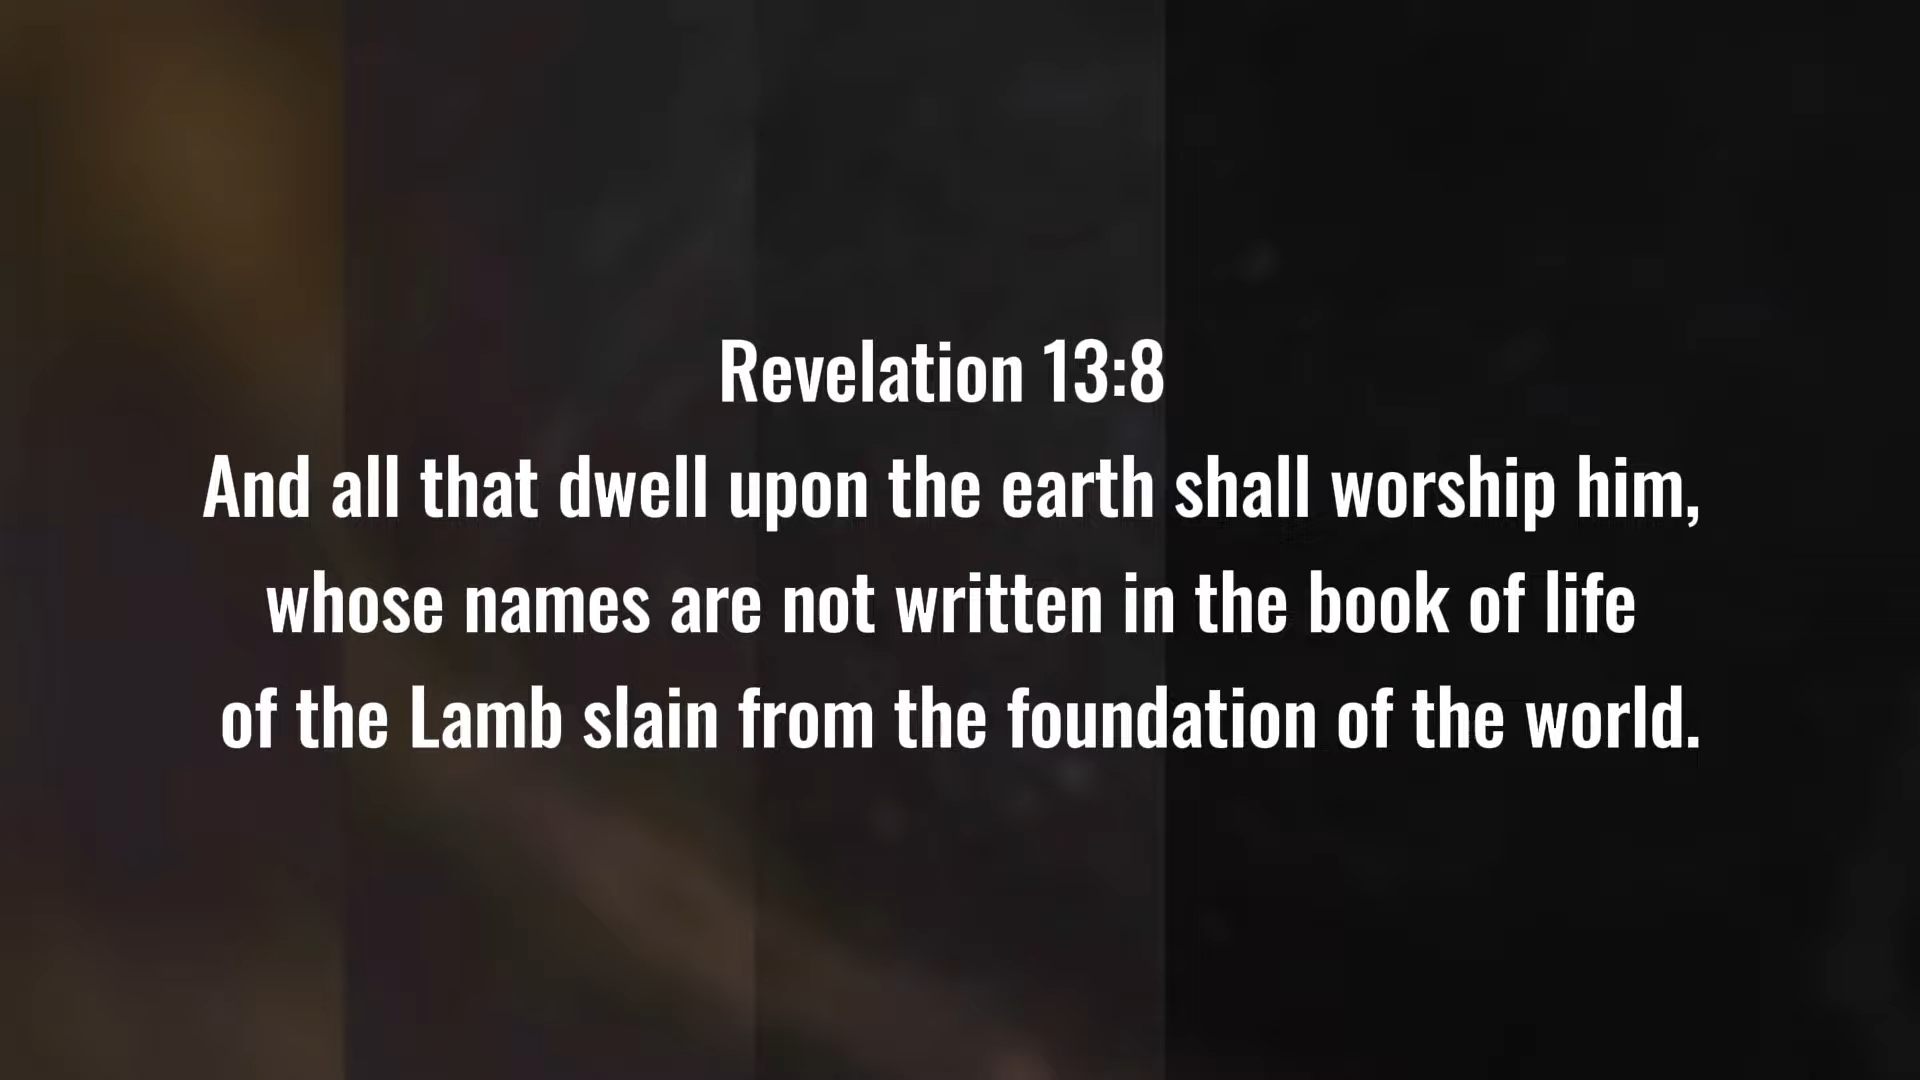 Revelation 13:8
And all that dwell upon the earth shall worship him,
whose names are not written in the book of life
of the Lamb slain from the foundation of the world.